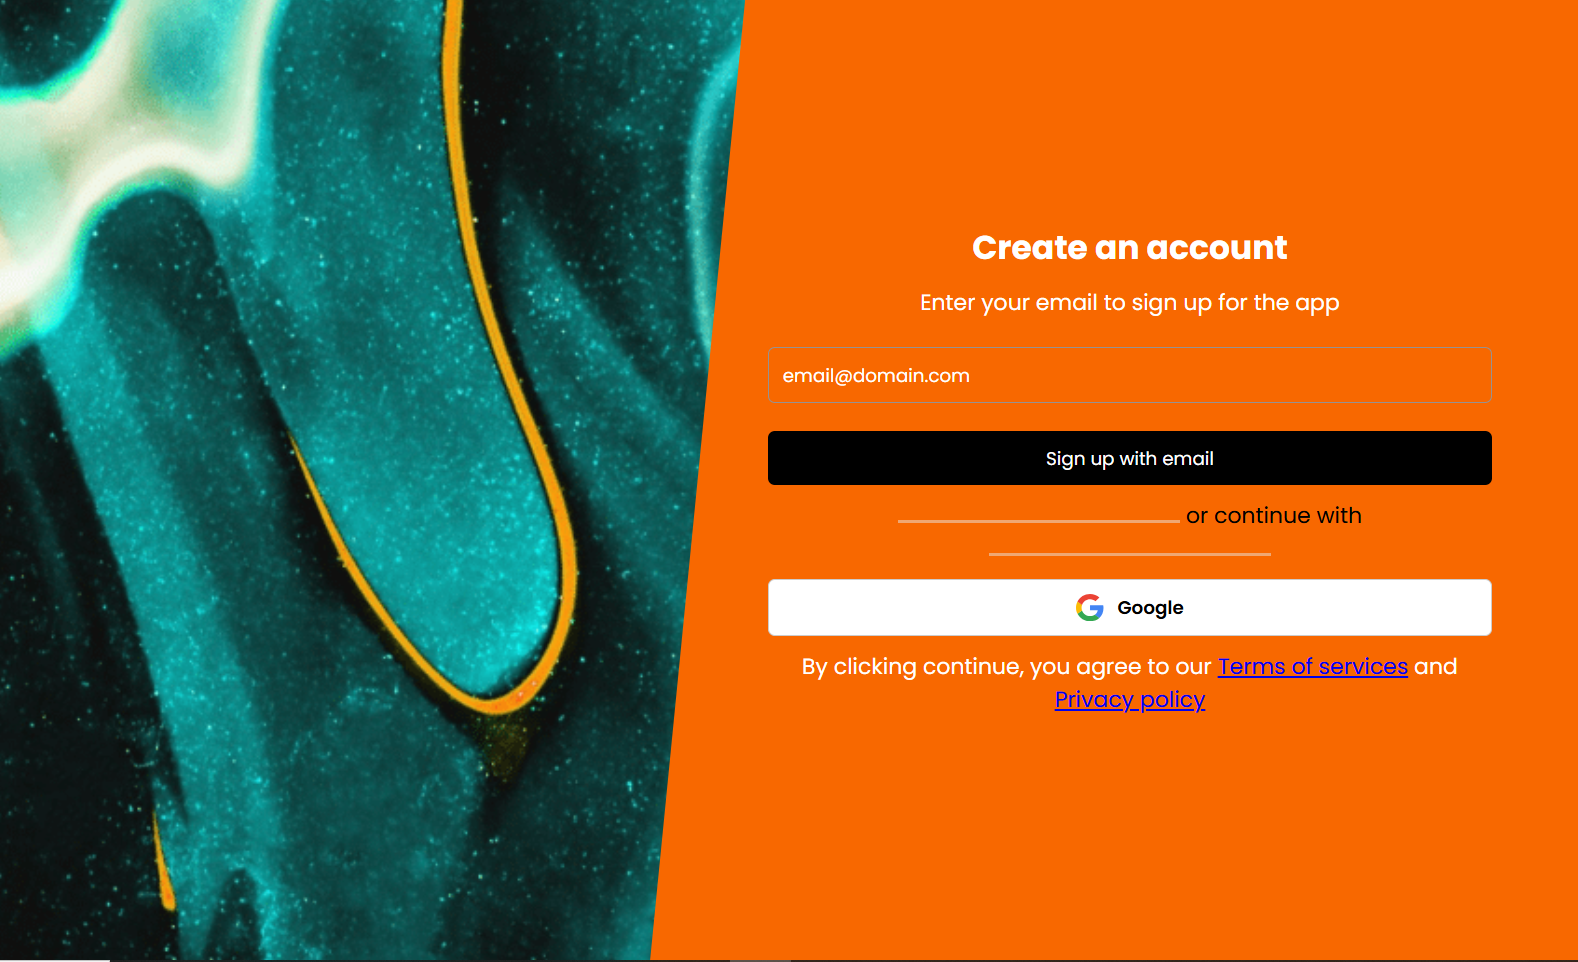 Create an account
Enter your email to sign up for the app
email@domain.com
Sign up with email
or continue with
Google
By clicking continue, you agree to our Terms of services and
Privacy policy